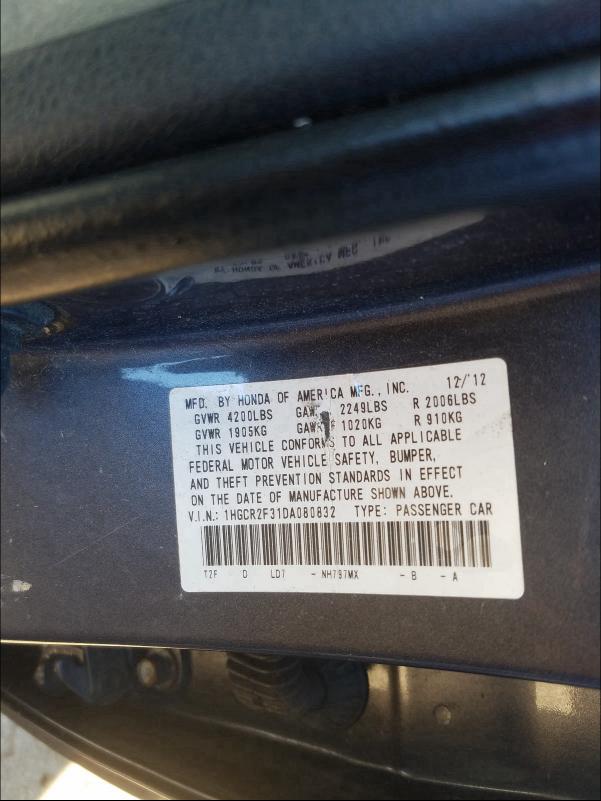 MFD. BY HONDA OF AMERICA MFG., INC. 12/'12
GVWR 4200LBS 2249LBS R 2006LBS
GVWR 1905KG 1020KG R 910KG
THIS VEHICLE CONFORMS TO ALL APPLICABLE
FEDERAL MOTOR VEHICLE SAFETY, BUMPER,
AND THEFT PREVENTION STANDARDS IN EFFECT
ON THE DATE OF MANUFACTURE SHOWN ABOVE.
V.I.N.: 1HGCR2F31DA080832 TYPE: PASSENGER CAR
T2F D LD7 -NH797MX -B -A